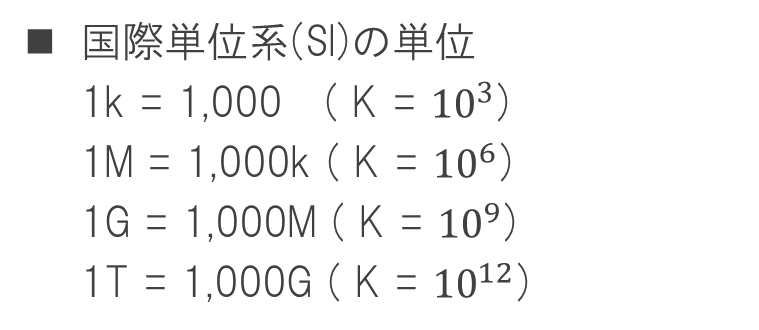 ■ 国際単位系(SI)の単位
1k = 1,000 ( K = 10³)
1M = 1,000k ( K = 10⁶)
1G = 1,000M ( K = 10⁹)
1T = 1,000G ( K = 10¹²)